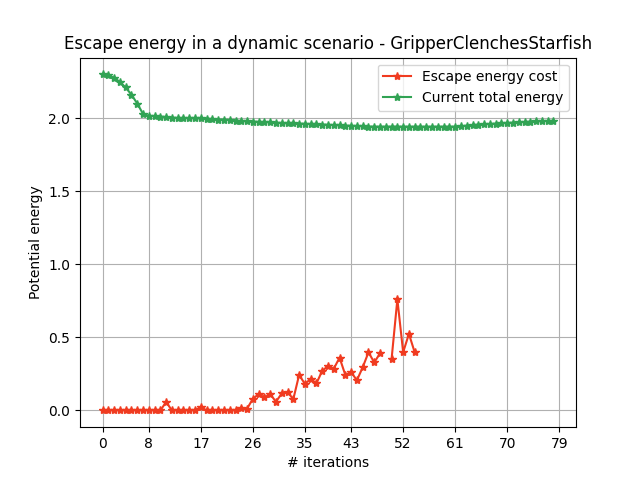 Escape energy in a dynamic scenario - GripperClenchesStarfish
Escape energy cost
Current total energy
Potential energy
2.0
1.5
1.0
0.5
0.0
0 8 17 26 35 43 52 61 70 79
# iterations